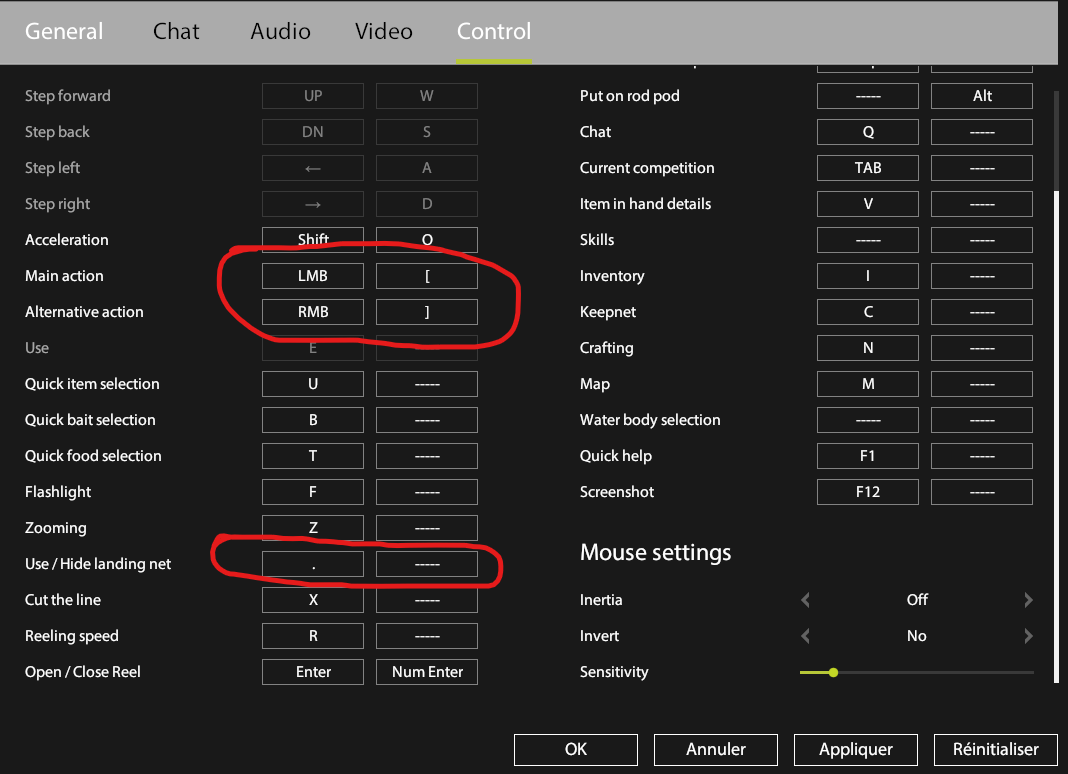 General Chat Audio Video Control
Step forward UP W
Step back DN S
Step left ← A
Step right → D
Acceleration Shift O
Main action LMB [
Alternative action RMB ]
Use E
Quick item selection U -----
Quick bait selection B -----
Quick food selection T -----
Flashlight F -----
Zooming Z -----
Use / Hide landing net . -----
Cut the line X -----
Reeling speed R -----
Open / Close Reel Enter Num Enter
Put on rod pod ----- Alt
Chat Q -----
Current competition TAB -----
Item in hand details V -----
Skills ----- -----
Inventory I -----
Keepnet C -----
Crafting N -----
Map M -----
Water body selection ----- -----
Quick help F1 -----
Screenshot F12 -----
Mouse settings
Inertia Off
Invert No
Sensitivity
OK Annuler Appliquer Réinitialiser